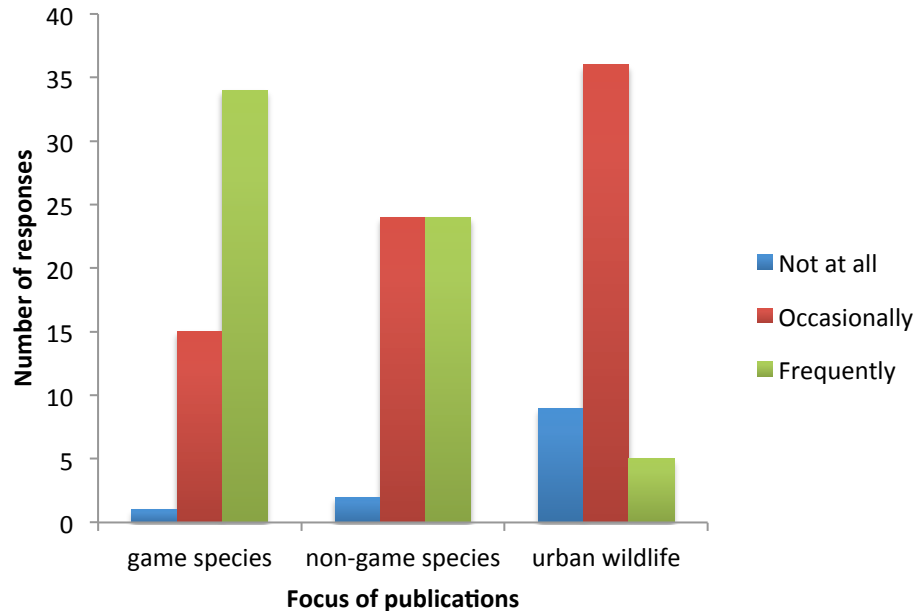 40
35
30
25
20
15
10
5
0
Number of responses
game species
non-game species
urban wildlife
Focus of publications
Not at all
Occasionally
Frequently